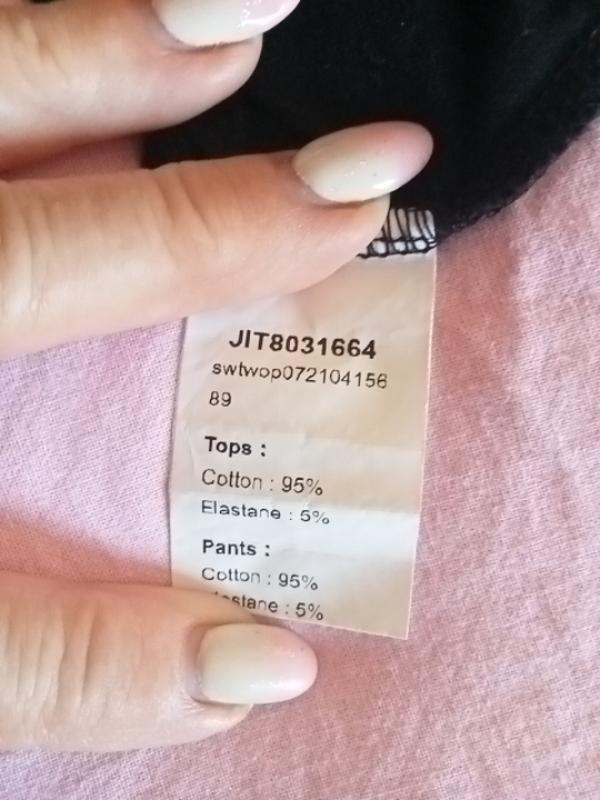 JIT8031664
swtwop072104156
89
Tops :
Cotton : 95%
Elastane : 5%
Pants :
Cotton : 95%
: 5%